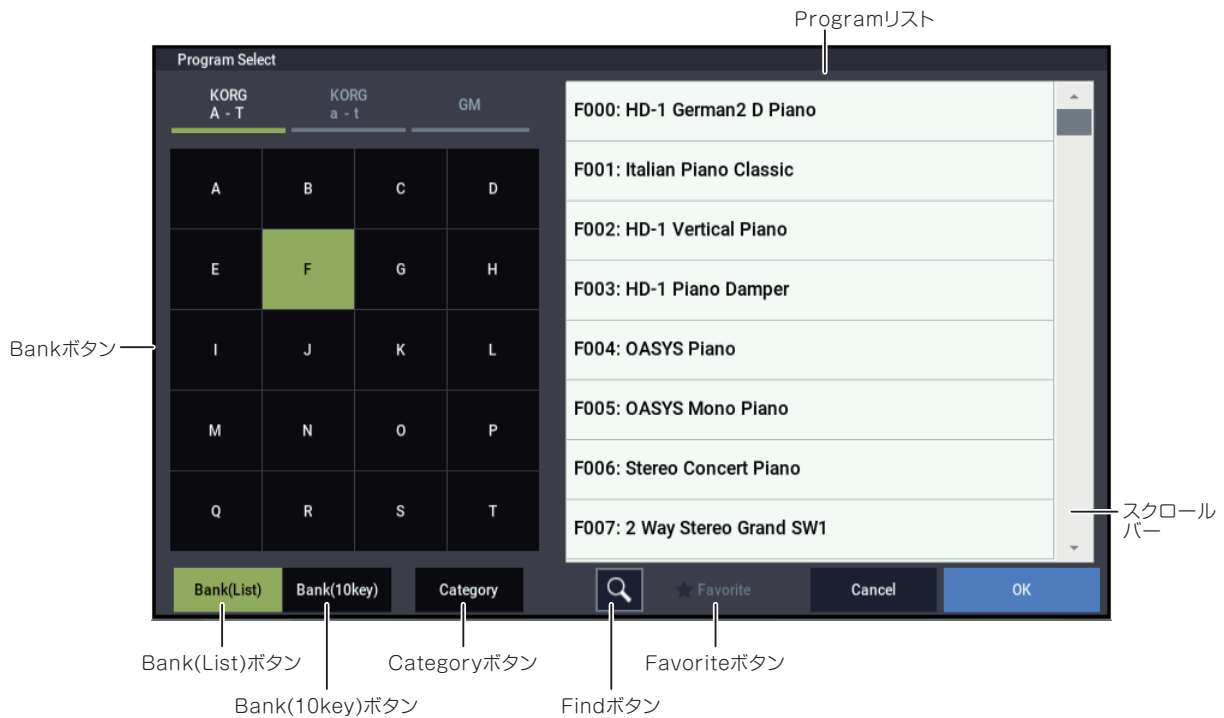 Programリスト
Program Select
KORG
A - T
KORG
a - t
GM
A B C D
E F G H
I J K L
M N O P
Q R S T
F000: HD-1 German2 D Piano
F001: Italian Piano Classic
F002: HD-1 Vertical Piano
F003: HD-1 Piano Damper
F004: OASYS Piano
F005: OASYS Mono Piano
F006: Stereo Concert Piano
F007: 2 Way Stereo Grand SW1
Bankボタン
スクロール
バー
Bank(List) Bank(10key) Category Favorite Cancel OK
Bank(List)ボタン
Categoryボタン
Favoriteボタン
Bank(10key)ボタン
Findボタン